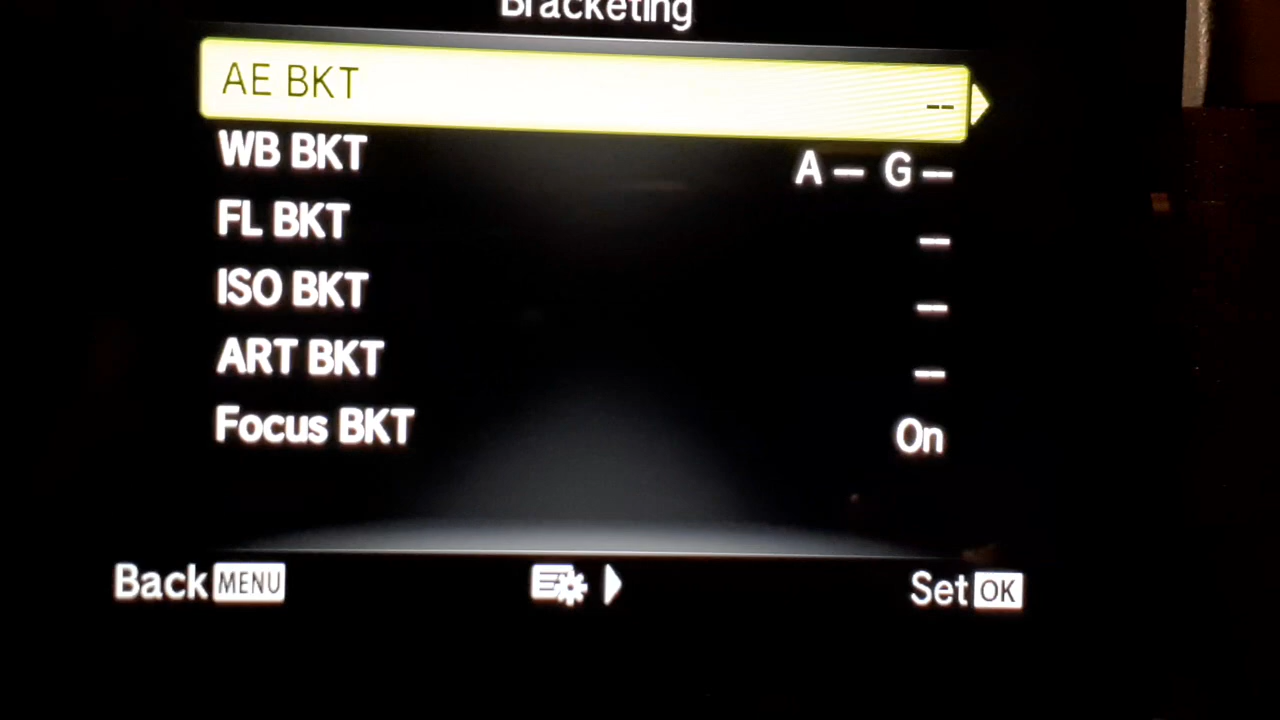 Bracketing
AE BKT --
WB BKT A -- G --
FL BKT --
ISO BKT --
ART BKT --
Focus BKT On
Back MENU Set OK